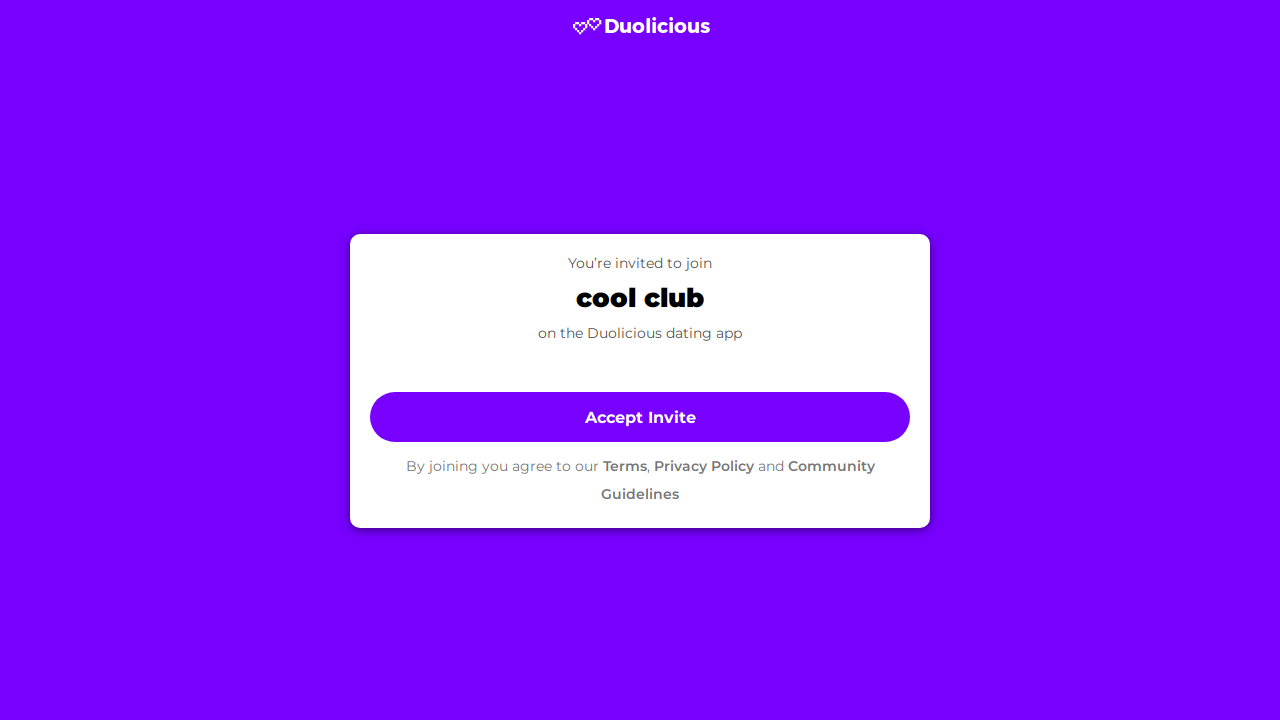 Duolicious
You’re invited to join
cool club
on the Duolicious dating app
Accept Invite
By joining you agree to our Terms, Privacy Policy and Community
Guidelines